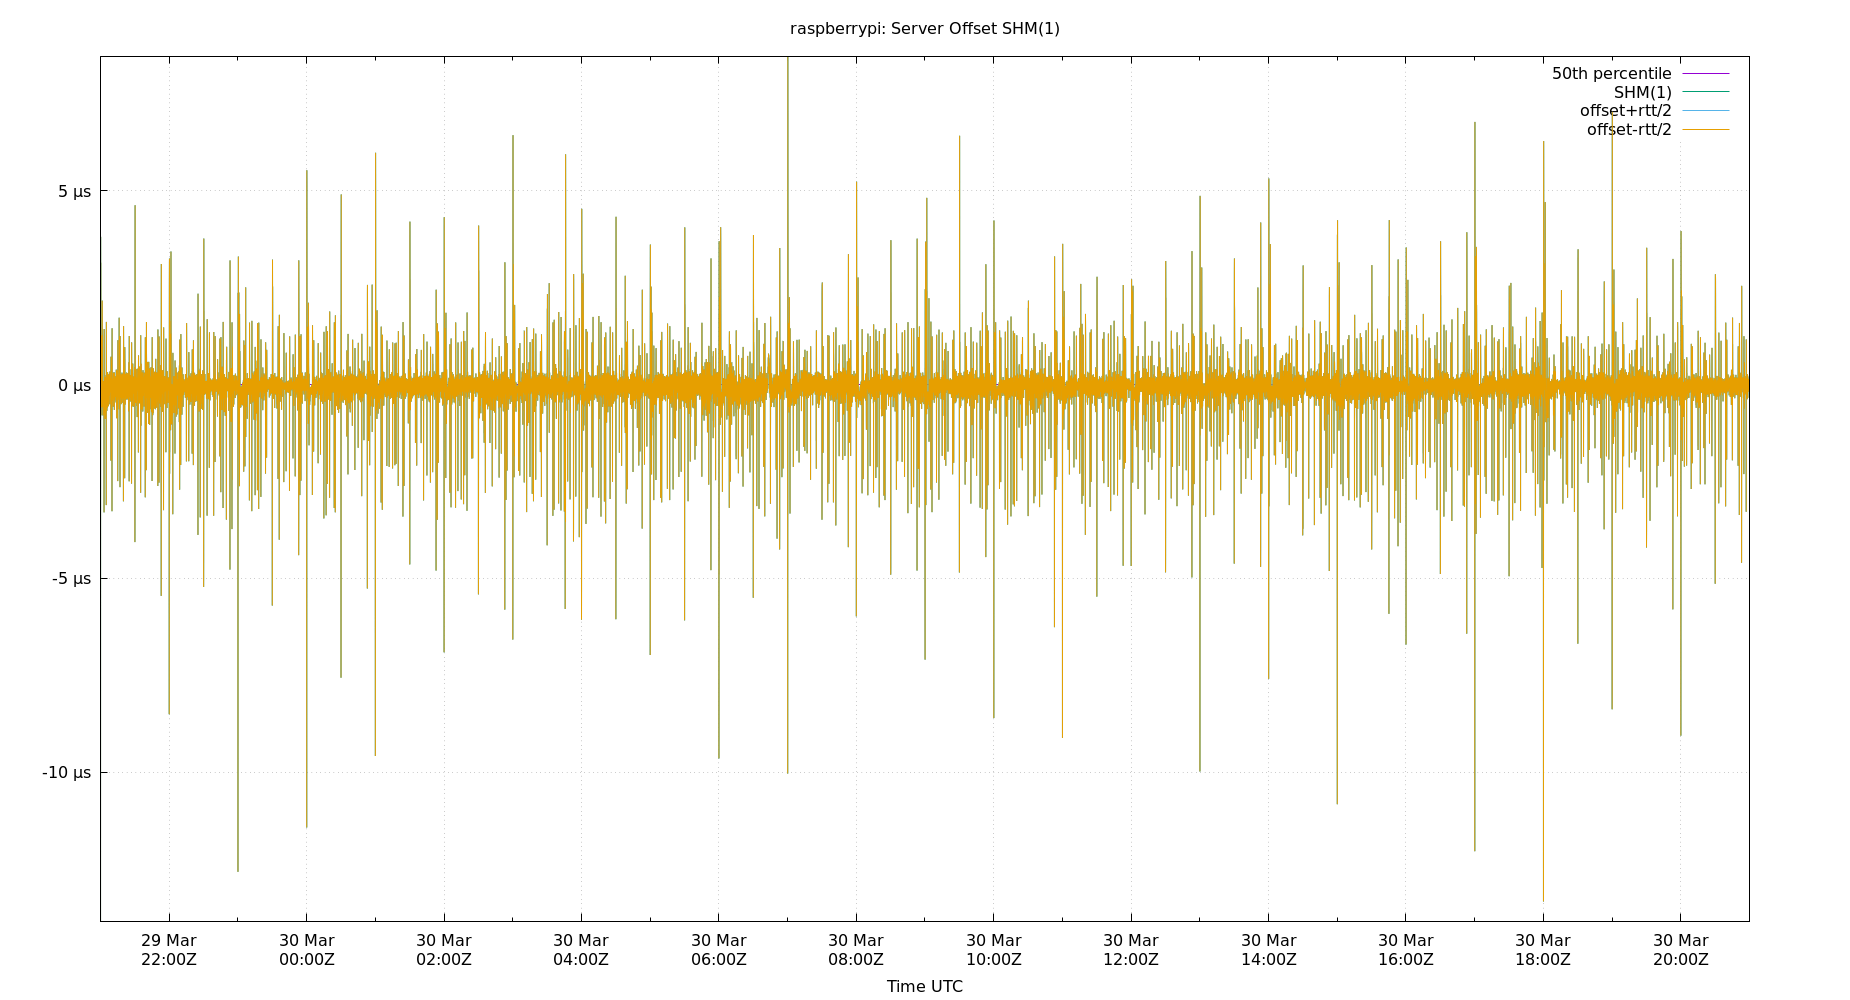 raspberrypi: Server Offset SHM(1)
50th percentile
SHM(1)
offset+rtt/2
offset-rtt/2
5 µs
0 µs
-5 µs
-10 µs
29 Mar 30 Mar 30 Mar 30 Mar 30 Mar 30 Mar 30 Mar 30 Mar 30 Mar 30 Mar 30 Mar 30 Mar
22:00Z 00:00Z 02:00Z 04:00Z 06:00Z 08:00Z 10:00Z 12:00Z 14:00Z 16:00Z 18:00Z 20:00Z
Time UTC